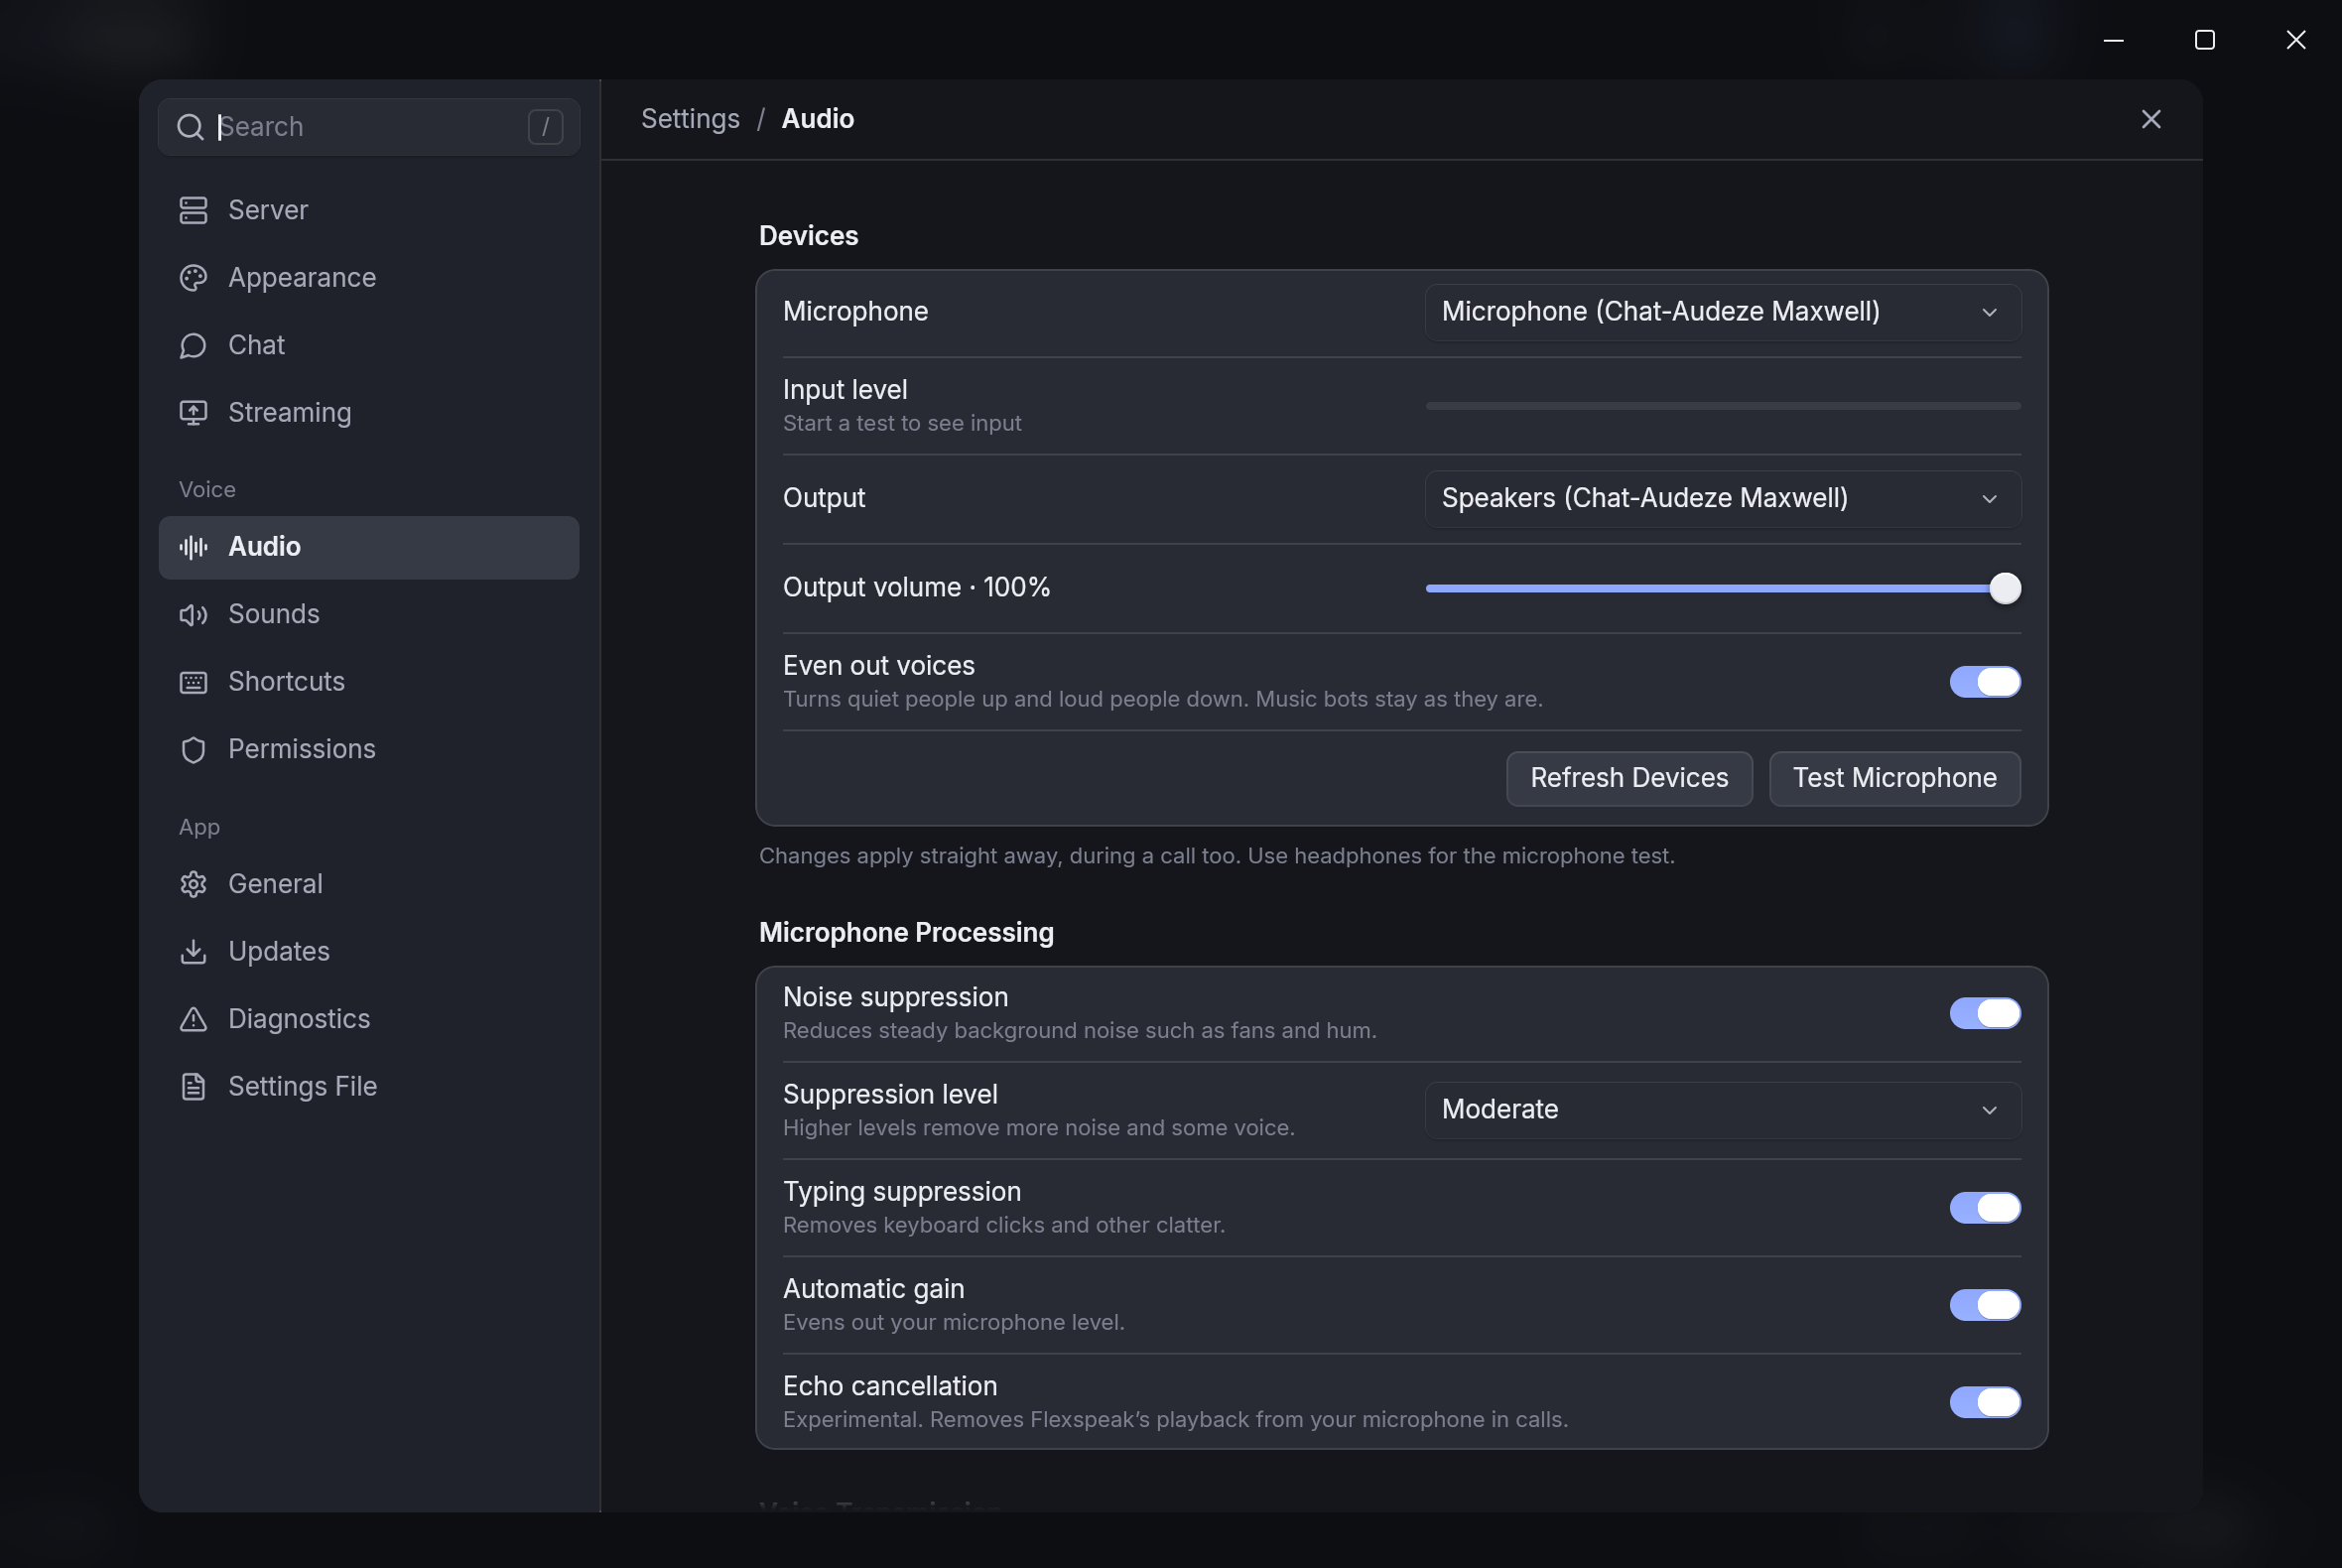 Search /
Settings / Audio
Server
Appearance
Chat
Streaming
Voice
Audio
Sounds
Shortcuts
Permissions
App
General
Updates
Diagnostics
Settings File
Devices
Microphone
Microphone (Chat-Audeze Maxwell)
Input level
Start a test to see input
Output
Speakers (Chat-Audeze Maxwell)
Output volume · 100%
Even out voices
Turns quiet people up and loud people down. Music bots stay as they are.
Refresh Devices
Test Microphone
Changes apply straight away, during a call too. Use headphones for the microphone test.
Microphone Processing
Noise suppression
Reduces steady background noise such as fans and hum.
Suppression level
Higher levels remove more noise and some voice.
Moderate
Typing suppression
Removes keyboard clicks and other clatter.
Automatic gain
Evens out your microphone level.
Echo cancellation
Experimental. Removes Flexspeak’s playback from your microphone in calls.